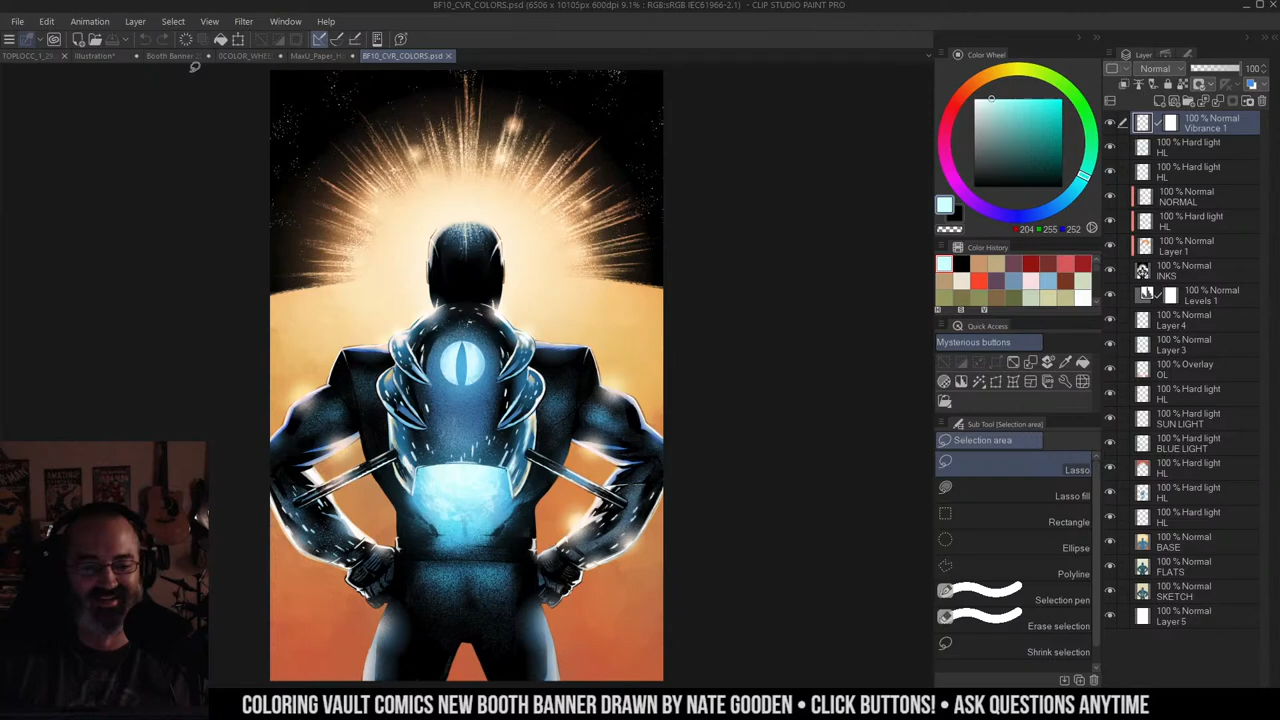 BF10_CVR_COLORS.psd (6506 x 10105px 600dpi 9.1% : RGB:sRGB IEC61966-2.1) - CLIP STUDIO PAINT PRO
File Edit Animation Layer Select View Filter Window Help
TOPLOCC_1_29 Illustration* Booth Banner 0COLOR_WHEE MaxU_Paper_H BF10_CVR_COLORS.psd
Color Wheel
204 255 252
Color History
H S V
Quick Access
Mysterious buttons
Sub Tool [Selection area]
Selection area
Lasso
Lasso fill
Rectangle
Ellipse
Polyline
Selection pen
Erase selection
Shrink selection
Layer
Normal 100
100 % Normal
Vibrance 1
100 % Hard light
HL
100 % Hard light
HL
100 % Normal
NORMAL
100 % Hard light
HL
100 % Normal
Layer 1
100 % Normal
INKS
100 % Normal
Levels 1
100 % Normal
Layer 4
100 % Normal
Layer 3
100 % Overlay
OL
100 % Hard light
HL
100 % Hard light
SUN LIGHT
100 % Hard light
BLUE LIGHT
100 % Hard light
HL
100 % Hard light
HL
100 % Hard light
HL
100 % Normal
BASE
100 % Normal
FLATS
100 % Normal
SKETCH
100 % Normal
Layer 5
COLORING VAULT COMICS NEW BOOTH BANNER DRAWN BY NATE GOODEN • CLICK BUTTONS! • ASK QUESTIONS ANYTIME